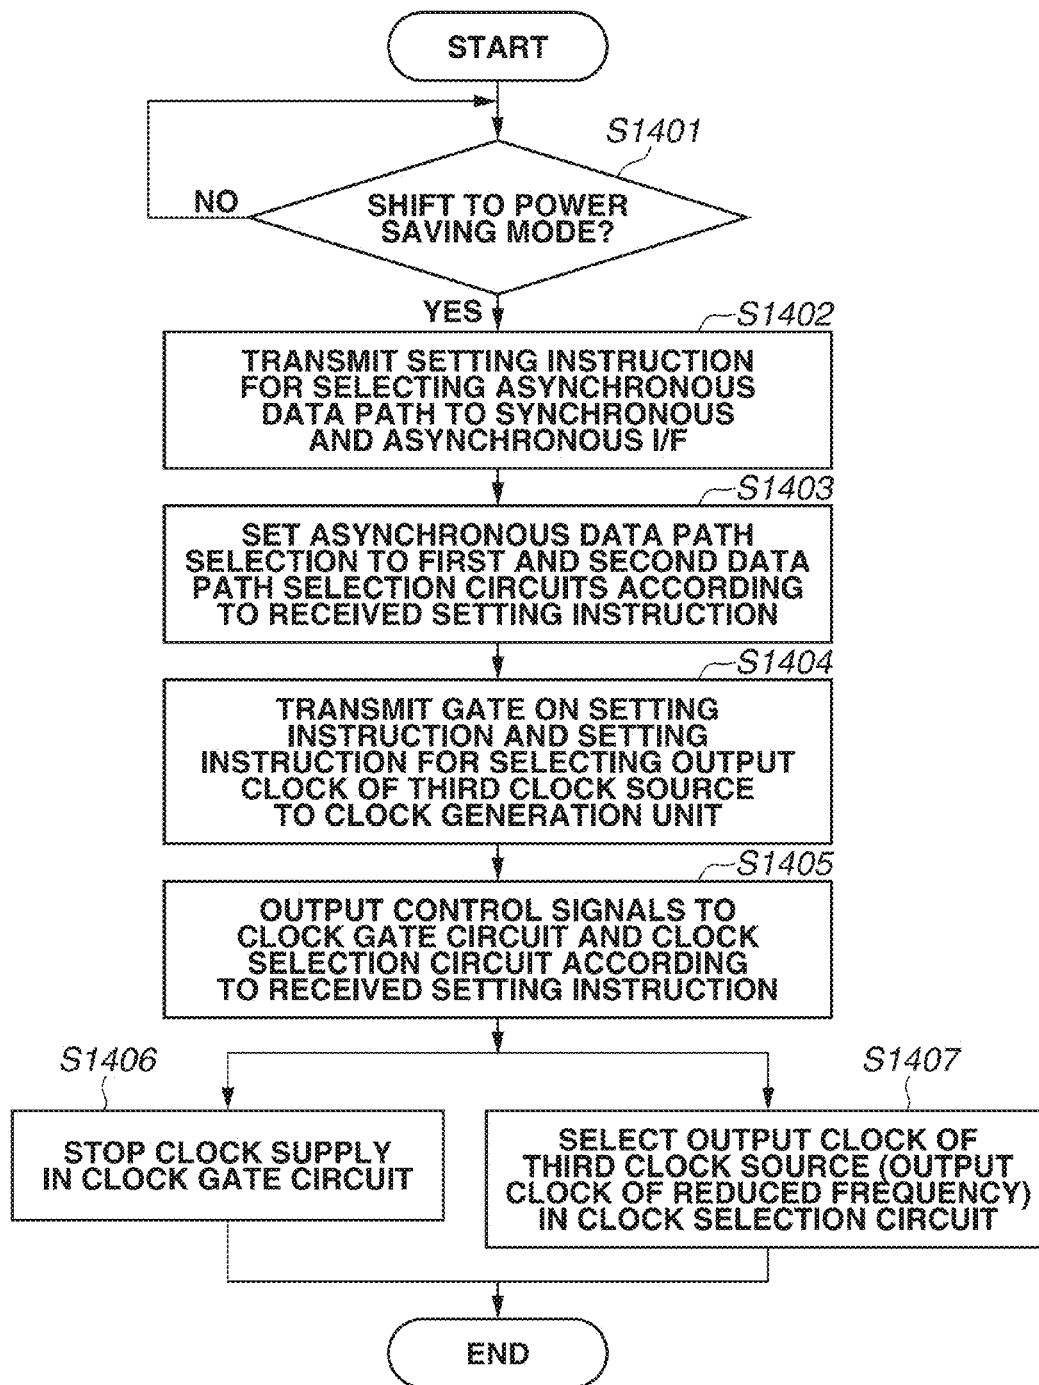 START
S1401
SHIFT TO POWER
SAVING MODE?
NO
YES
S1402
TRANSMIT SETTING INSTRUCTION
FOR SELECTING ASYNCHRONOUS
DATA PATH TO SYNCHRONOUS
AND ASYNCHRONOUS I/F
S1403
SET ASYNCHRONOUS DATA PATH
SELECTION TO FIRST AND SECOND DATA
PATH SELECTION CIRCUITS ACCORDING
TO RECEIVED SETTING INSTRUCTION
S1404
TRANSMIT GATE ON SETTING
INSTRUCTION AND SETTING
INSTRUCTION FOR SELECTING OUTPUT
CLOCK OF THIRD CLOCK SOURCE
TO CLOCK GENERATION UNIT
S1405
OUTPUT CONTROL SIGNALS TO
CLOCK GATE CIRCUIT AND CLOCK
SELECTION CIRCUIT ACCORDING
TO RECEIVED SETTING INSTRUCTION
S1406
STOP CLOCK SUPPLY
IN CLOCK GATE CIRCUIT
S1407
SELECT OUTPUT CLOCK OF
THIRD CLOCK SOURCE (OUTPUT
CLOCK OF REDUCED FREQUENCY)
IN CLOCK SELECTION CIRCUIT
END